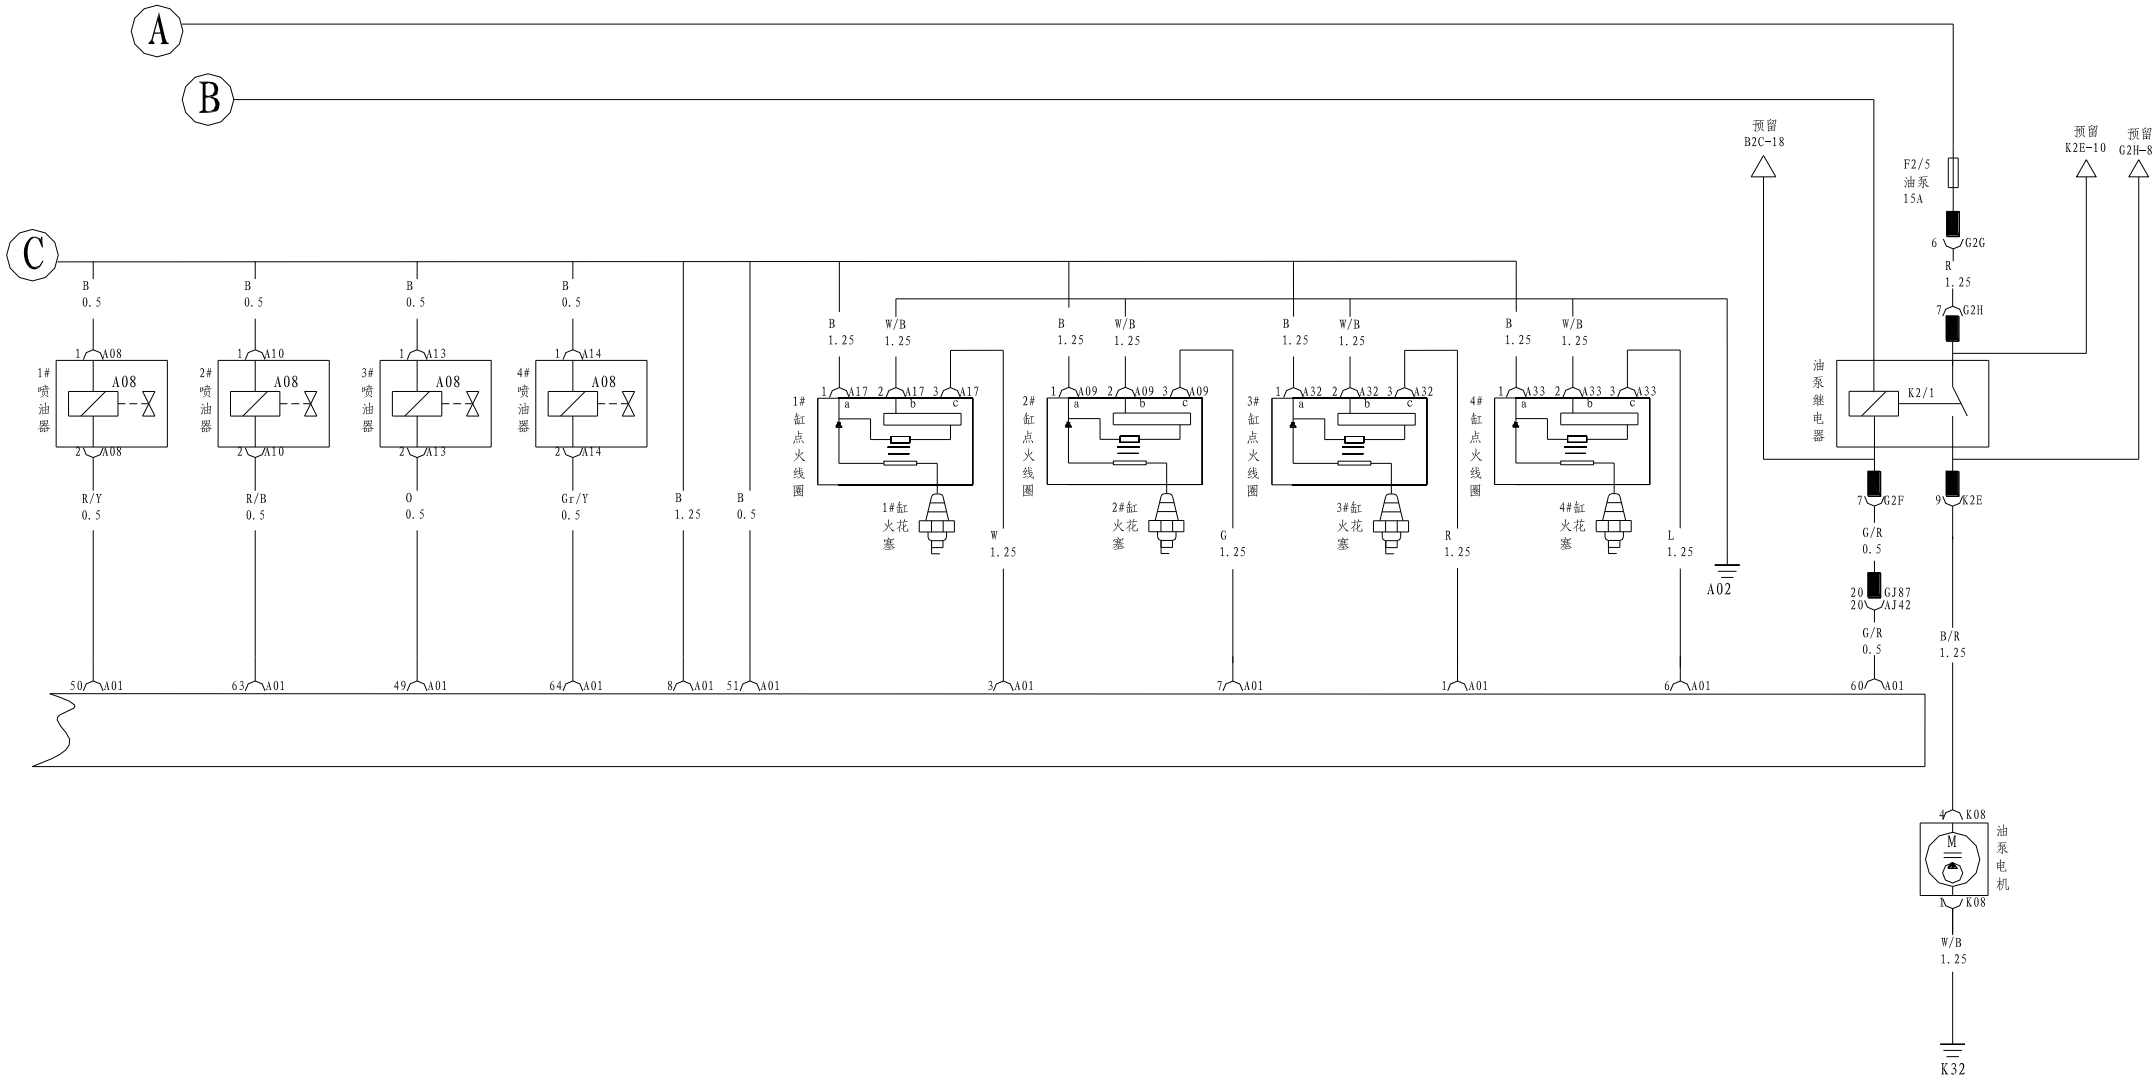 A
B
预留
B2C-18
预留
K2E-10
预留
G2H-8
F2/5
油泵
15A
6 G2G
C
R
1.25
7 G2H
B
0.5
B
0.5
B
0.5
B
0.5
B
1.25
W/B
1.25
B
1.25
W/B
1.25
B
1.25
W/B
1.25
B
1.25
W/B
1.25
1 A08
1 A10
1 A13
1 A14
1#喷油器
A08
2#喷油器
A08
3#喷油器
A08
4#喷油器
A08
2 A08
2 A10
2 A13
2 A14
1 A17 2 A17 3 A17
1 A09 2 A09 3 A09
1 A32 2 A32 3 A32
1 A33 2 A33 3 A33
1#缸点火线圈
a b c
2#缸点火线圈
a b c
3#缸点火线圈
a b c
4#缸点火线圈
a b c
油泵继电器
K2/1
R/Y
0.5
R/B
0.5
O
0.5
Gr/Y
0.5
B
1.25
B
0.5
1#缸
火花
塞
W
1.25
2#缸
火花
塞
G
1.25
3#缸
火花
塞
R
1.25
4#缸
火花
塞
L
1.25
A02
7 G2F
9 K2E
G/R
0.5
20 GJ87
20 AJ42
G/R
0.5
B/R
1.25
50 A01
63 A01
49 A01
64 A01
8 A01
51 A01
3 A01
7 A01
1 A01
6 A01
60 A01
4 K08
M
油泵电机
1 K08
W/B
1.25
K32